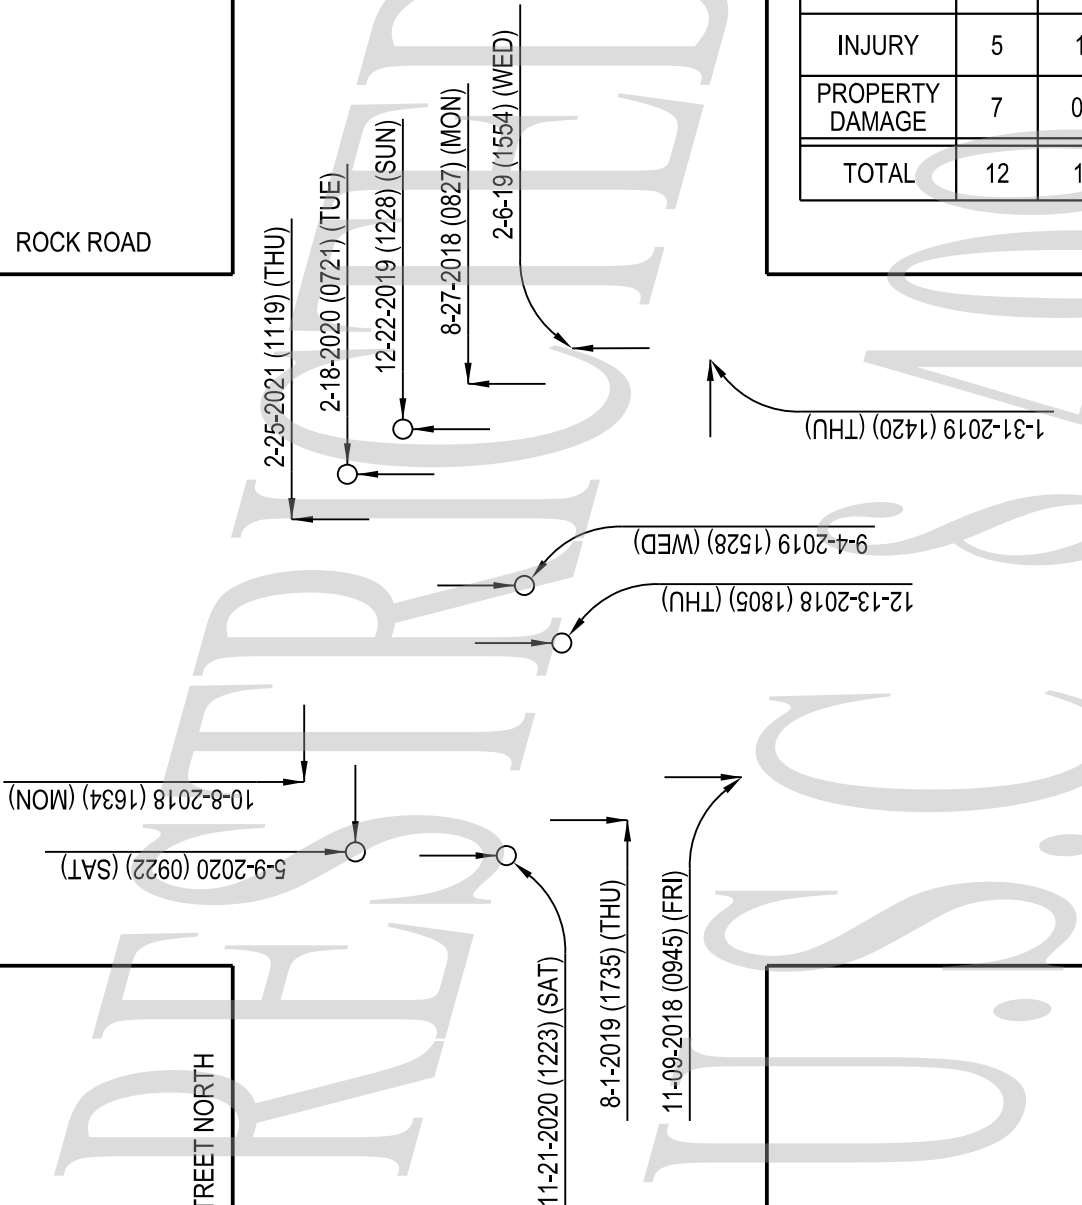 INJURY 5 1
PROPERTY DAMAGE 7 0
TOTAL 12 1
ROCK ROAD
2-25-2021 (1119) (THU)
2-18-2020 (0721) (TUE)
12-22-2019 (1228) (SUN)
8-27-2018 (0827) (MON)
2-6-19 (1554) (WED)
1-31-2019 (1420) (THU)
9-4-2019 (1528) (WED)
12-13-2018 (1805) (THU)
10-8-2018 (1634) (MON)
5-9-2020 (0922) (SAT)
11-21-2020 (1223) (SAT)
8-1-2019 (1735) (THU)
11-09-2018 (0945) (FRI)
TREET NORTH
RESTRICTED
U.S.C